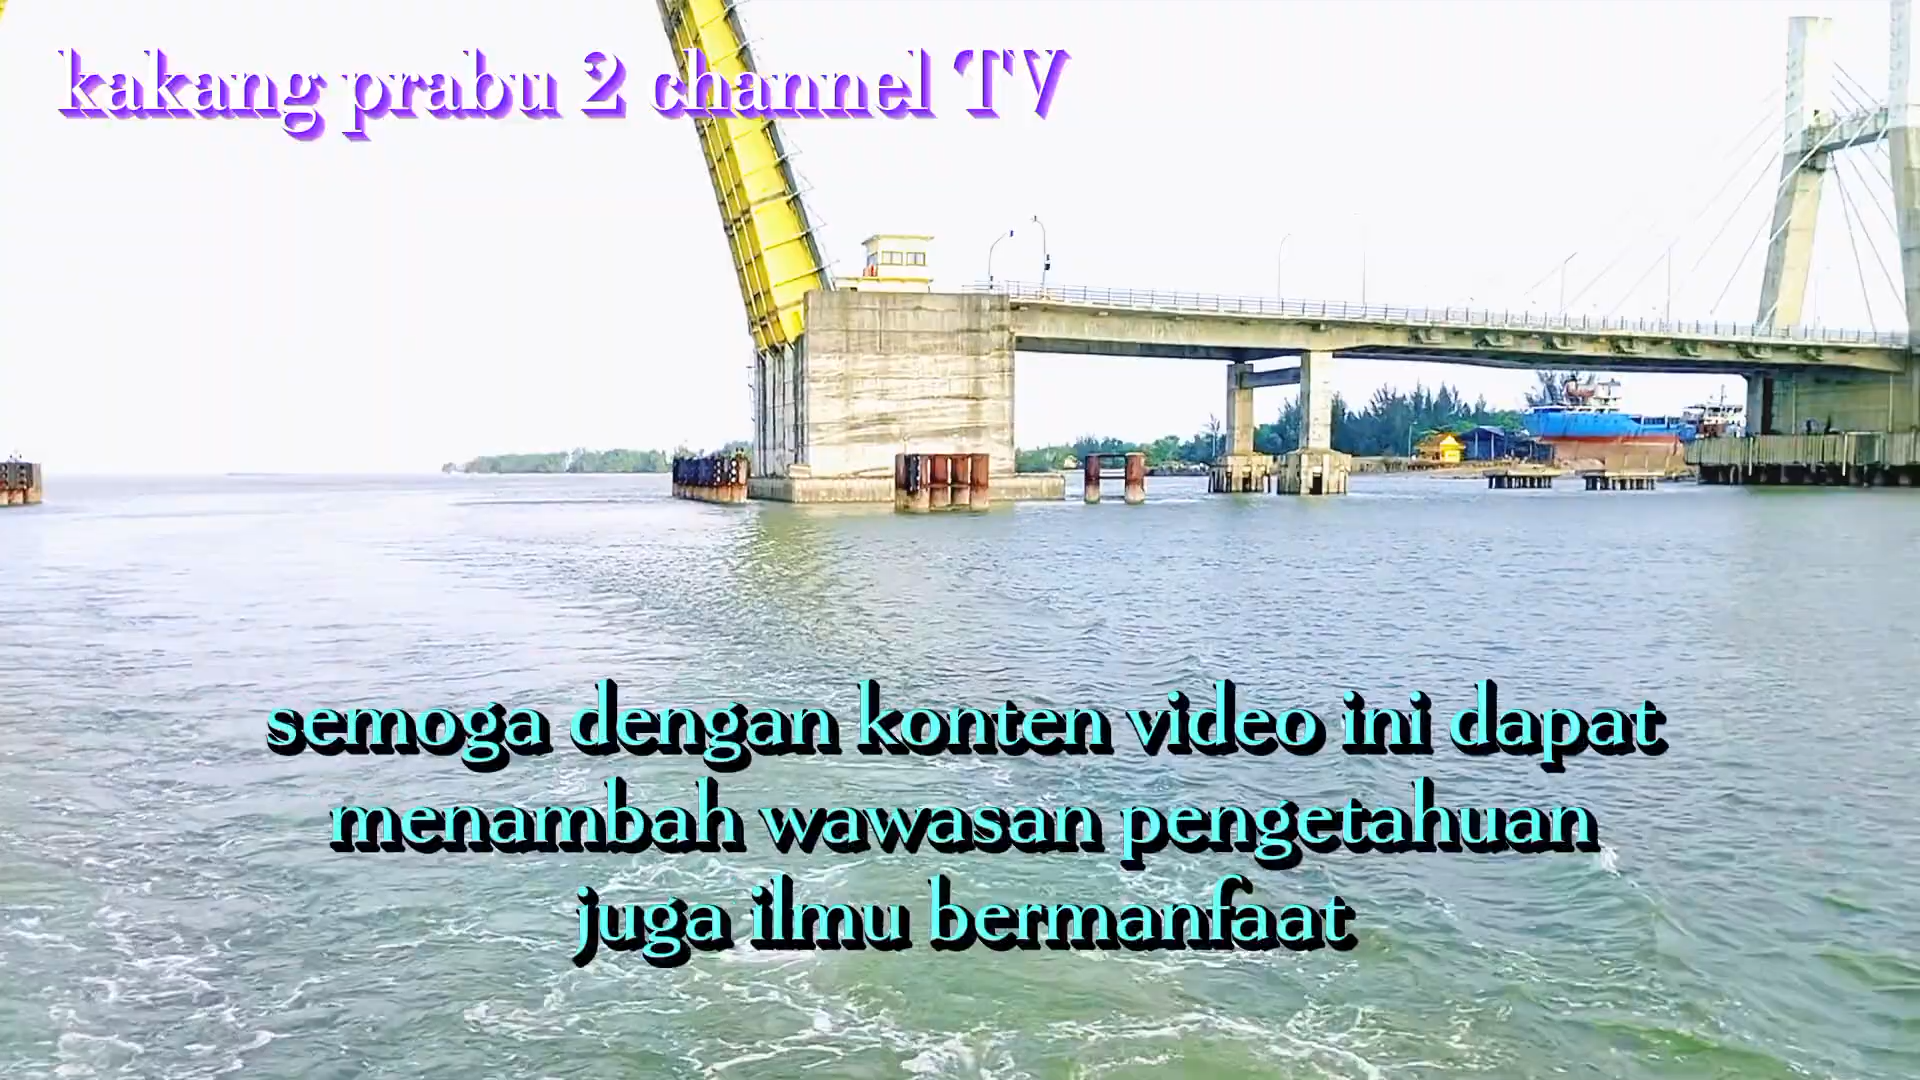 kakang prabu 2 channel TV
semoga dengan konten video ini dapat
menambah wawasan pengetahuan
juga ilmu bermanfaat